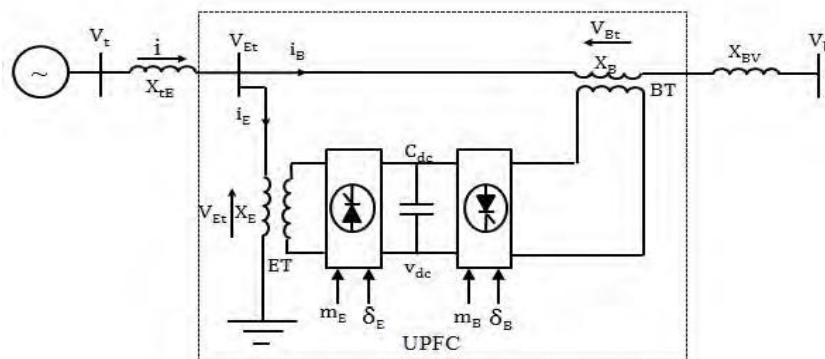 V_t
i
V_Et
i_B
V_Bt
X_B
X_BV
X_tE
BT
i_E
C_dc
V_Et
X_E
ET
v_dc
m_E
δ_E
m_B
δ_B
UPFC